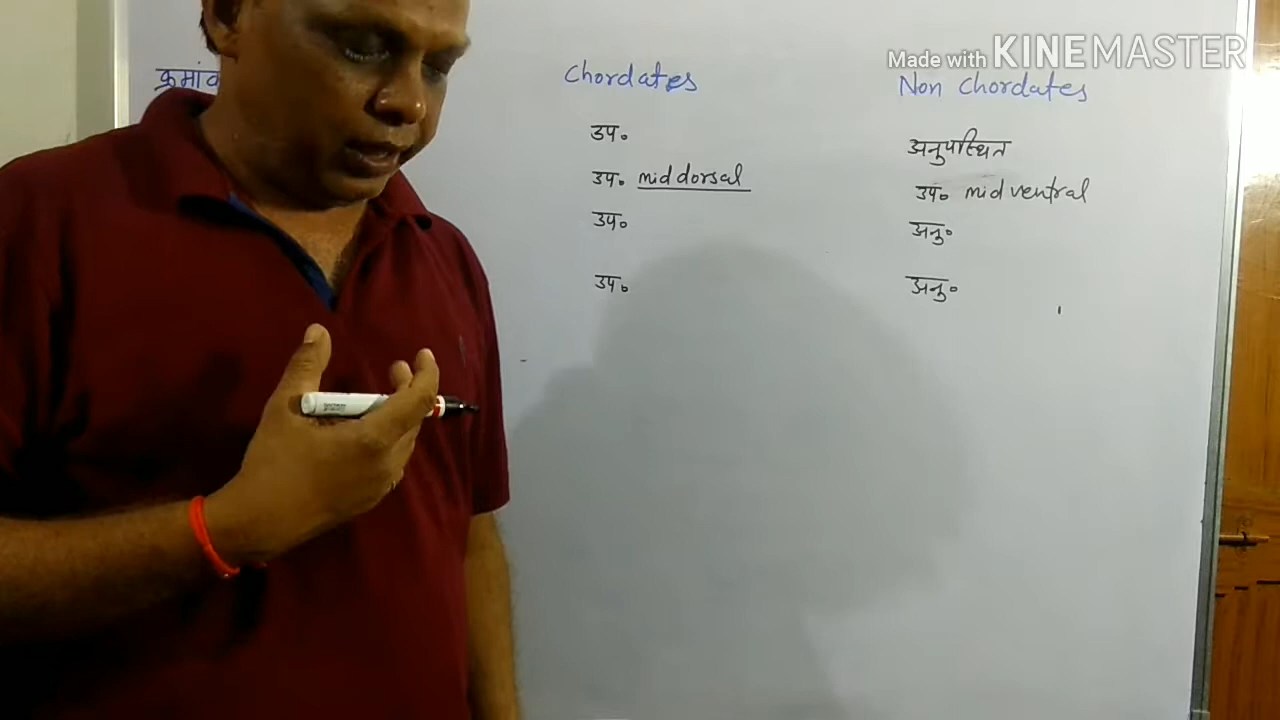 Made with KINEMASTER
क्रमांक Chordates Non Chordates
उप० अनुपस्थित
उप० mid dorsal उप० mid ventral
उप० अनु०
उप० अनु०